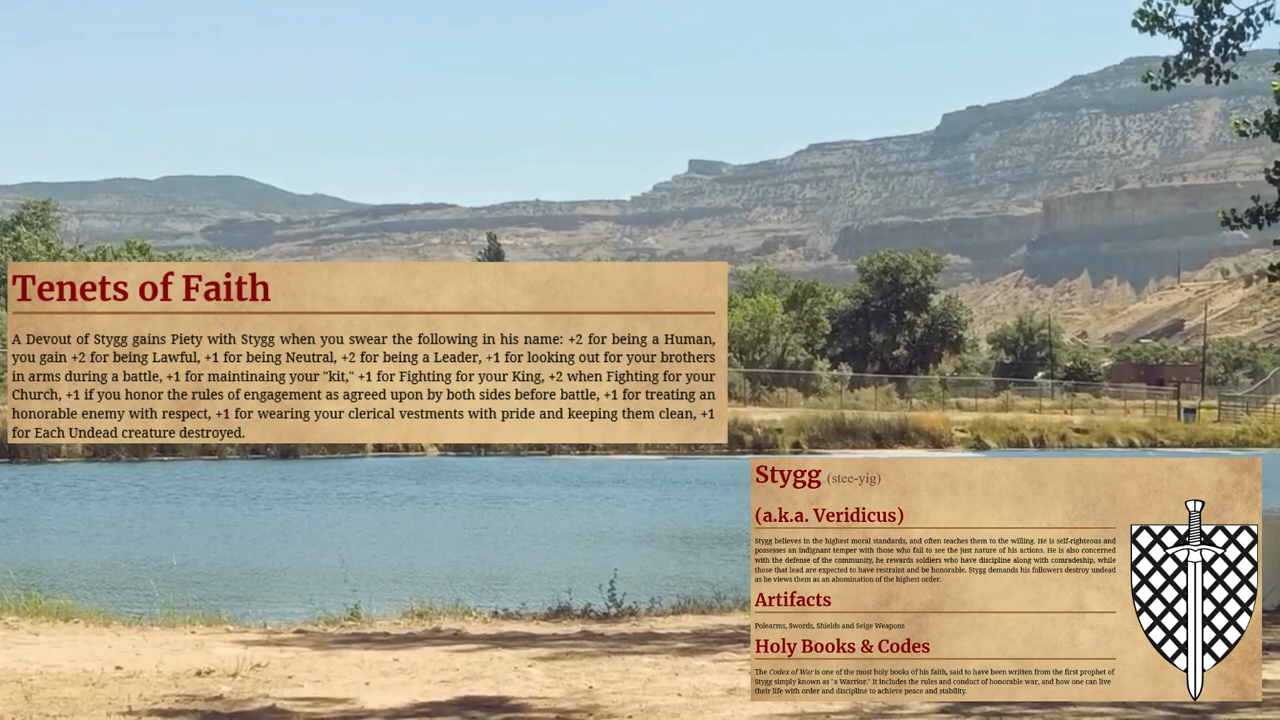 Tenets of Faith
A Devout of Stygg gains Piety with Stygg when you swear the following in his name: +2 for being a Human,
you gain +2 for being Lawful, +1 for being Neutral, +2 for being a Leader, +1 for looking out for your brothers
in arms during a battle, +1 for maintinaing your "kit," +1 for Fighting for your King, +2 when Fighting for your
Church, +1 if you honor the rules of engagement as agreed upon by both sides before battle, +1 for treating an
honorable enemy with respect, +1 for wearing your clerical vestments with pride and keeping them clean, +1
for Each Undead creature destroyed.
Stygg (stee-yig)
(a.k.a. Veridicus)
Stygg believes in the highest moral standards, and often teaches them to the willing. He is self-righteous and
possesses an indignant temper with those who fail to see the just nature of his actions. He is also concerned
with the defense of the community, he rewards soldiers who have discipline along with comradeship, while
those that lead are expected to have restraint and be honorable. Stygg demands his followers destroy undead
as he views them as an abomination of the highest order.
Artifacts
Polearms, Swords, Shields and Seige Weapons
Holy Books & Codes
The Codex of War is one of the most holy books of his faith, said to have been written from the first prophet of
Stygg simply known as "a Warrior." It includes the rules and conduct of honorable war, and how one can live
their life with order and discipline to achieve peace and stability.